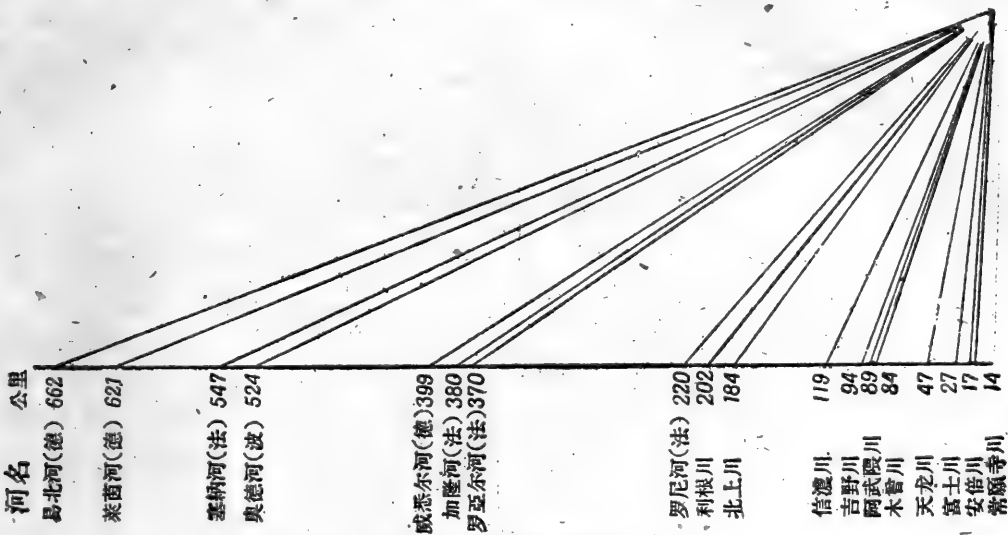 河名 公里
易北河(德) 662
莱茵河(德) 621
塞纳河(法) 547
奥德河(波) 524
威悉尔河(德) 399
加隆河(法) 380
罗亚尔河(法) 370
罗尼河(法) 220
利根川 202
北上川 184
信濃川 119
吉野川 94
阿武隈川 89
木曾川 84
天龙川 47
富士川 27
安倍川 17
常願寺川 14